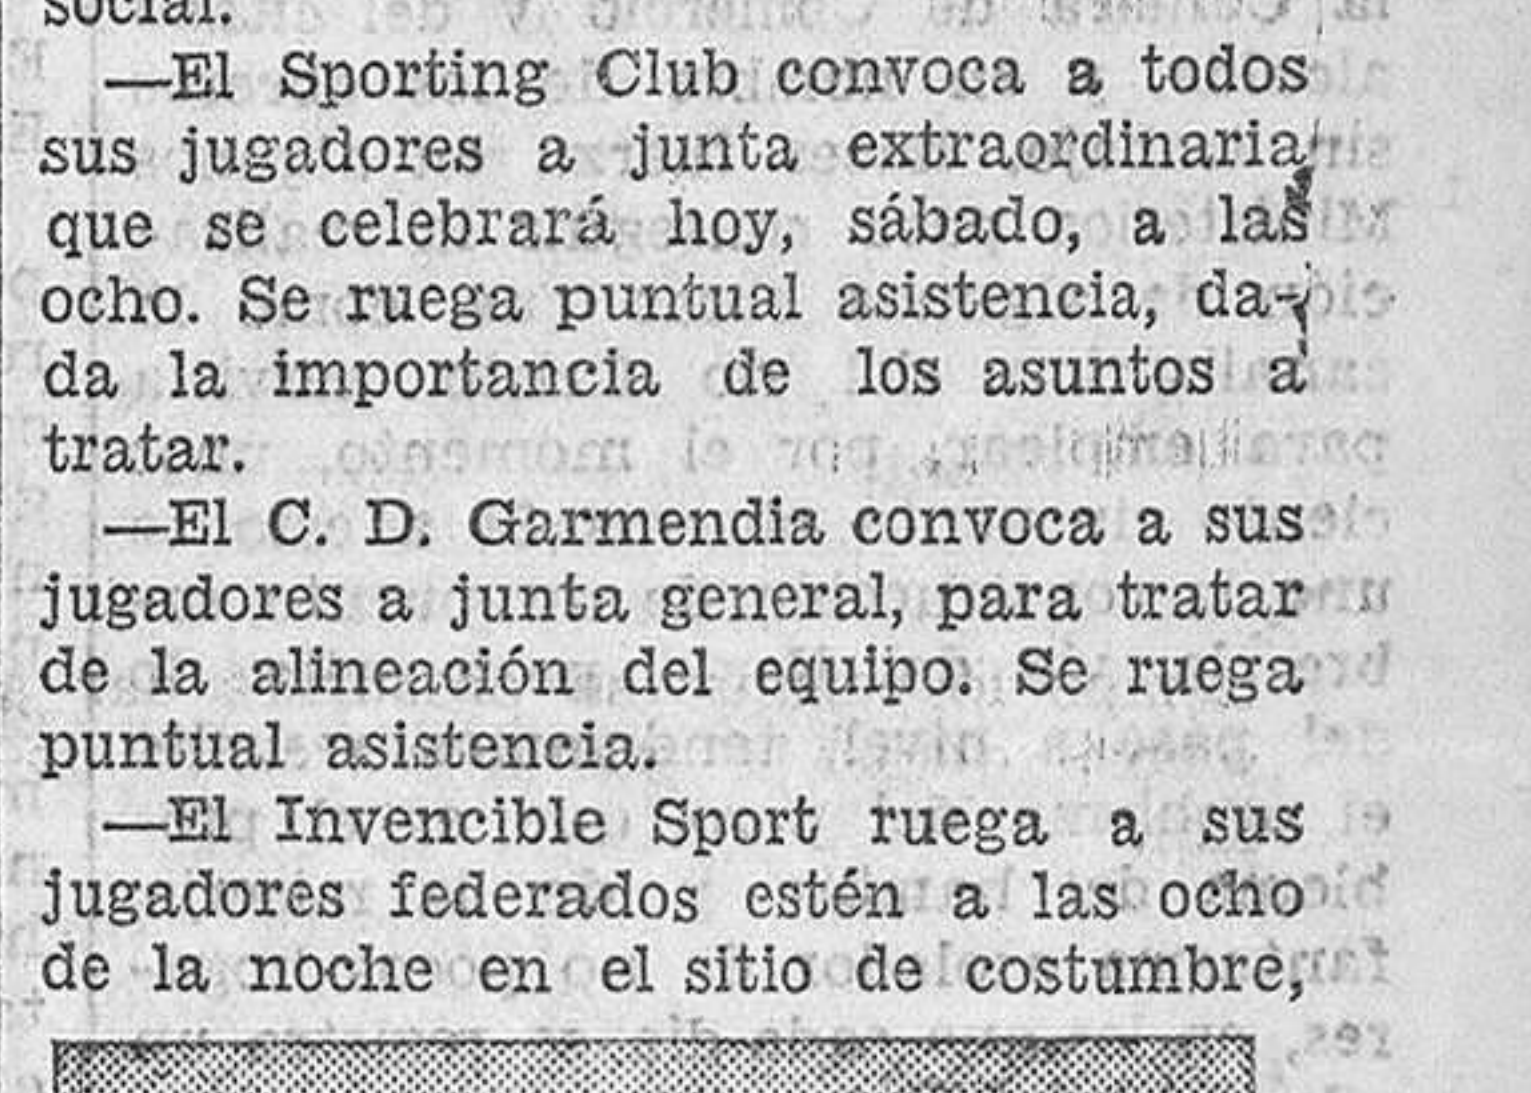 social.
—El Sporting Club convoca a todos
sus jugadores a junta extraordinaria
que se celebrará hoy, sábado, a las
ocho. Se ruega puntual asistencia, da-
da la importancia de los asuntos a
tratar.
—El C. D. Garmendia convoca a sus
jugadores a junta general, para tratar
de la alineación del equipo. Se ruega
puntual asistencia.
—El Invencible Sport ruega a sus
jugadores federados estén a las ocho
de la noche en el sitio de costumbre,